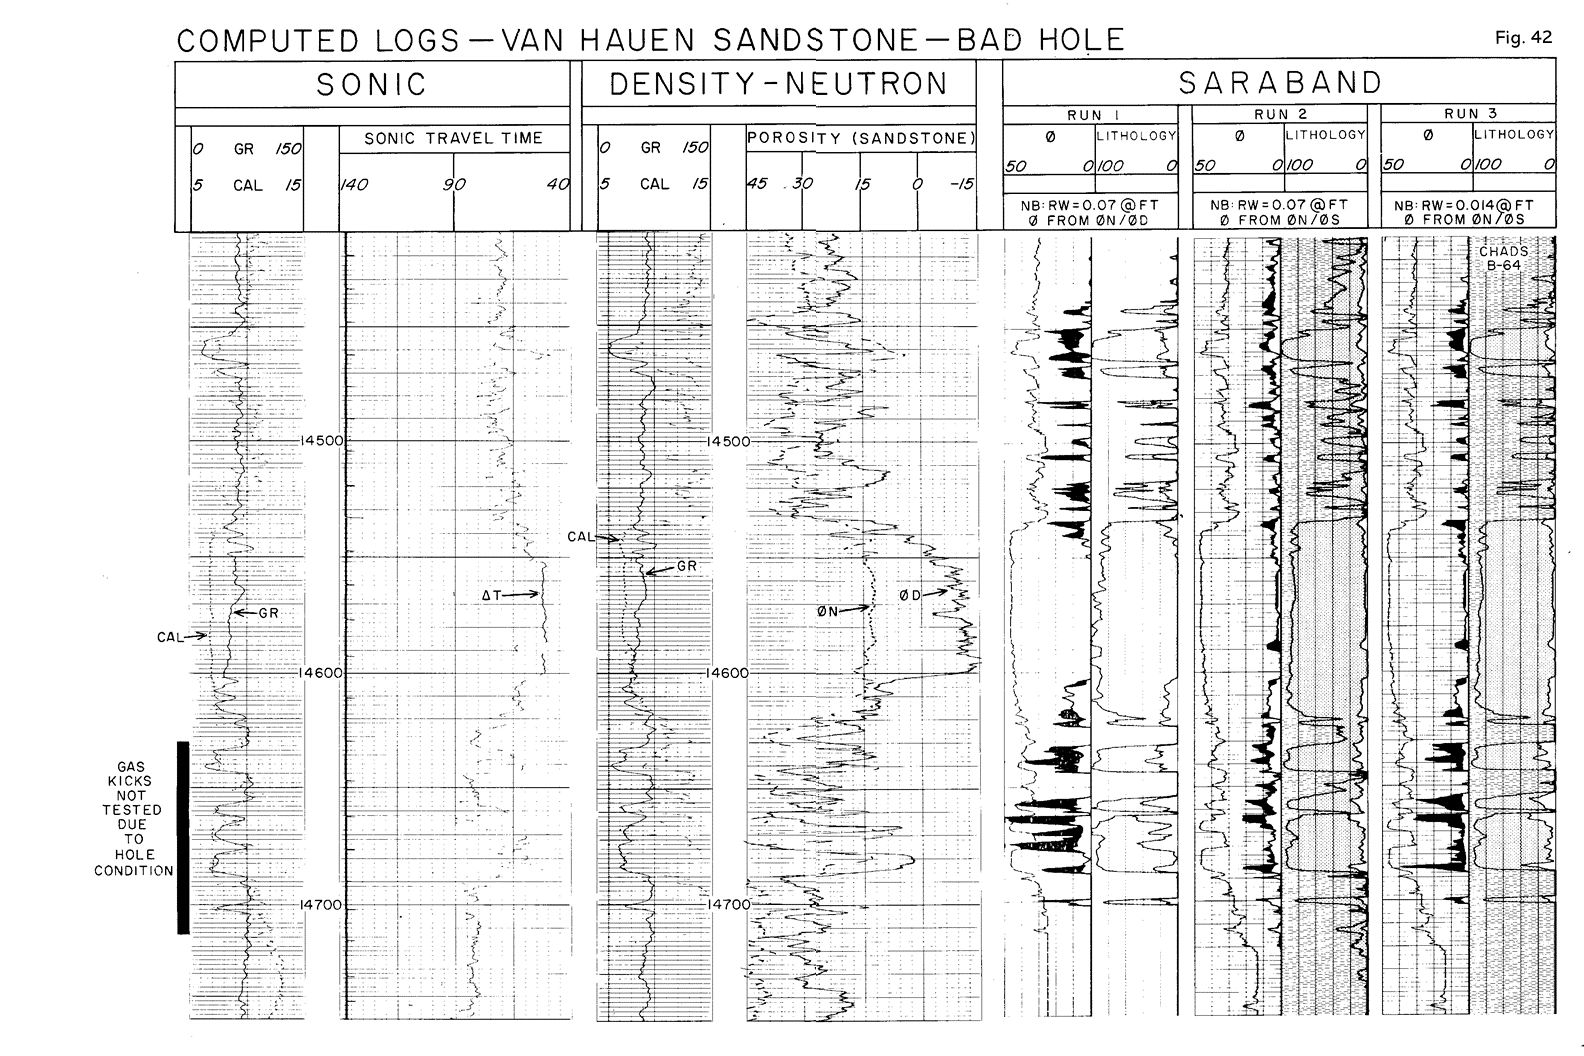 COMPUTED LOGS—VAN HAUEN SANDSTONE—BAD HOLE
Fig. 42
SONIC
DENSITY-NEUTRON
SARABAND
SONIC TRAVEL TIME
0 GR 150
5 CAL 15
140 90 40
POROSITY (SANDSTONE)
0 GR 150
5 CAL 15
45 30 15 0 -15
RUN 1
Ø LITHOLOGY
50 0/100 0
NB: RW=0.07 @ FT
Ø FROM ØN/ØD
RUN 2
Ø LITHOLOGY
50 0/100 0
NB: RW=0.07 @ FT
Ø FROM ØN/ØS
RUN 3
Ø LITHOLOGY
50 0/100 0
NB: RW=0.014@ FT
Ø FROM ØN/ØS
CHADS
B-64
14500
14500
CAL
GR
ΔT
ØN
ØD
GR
CAL
14600
14600
GAS
KICKS
NOT
TESTED
DUE
TO
HOLE
CONDITION
14700
14700